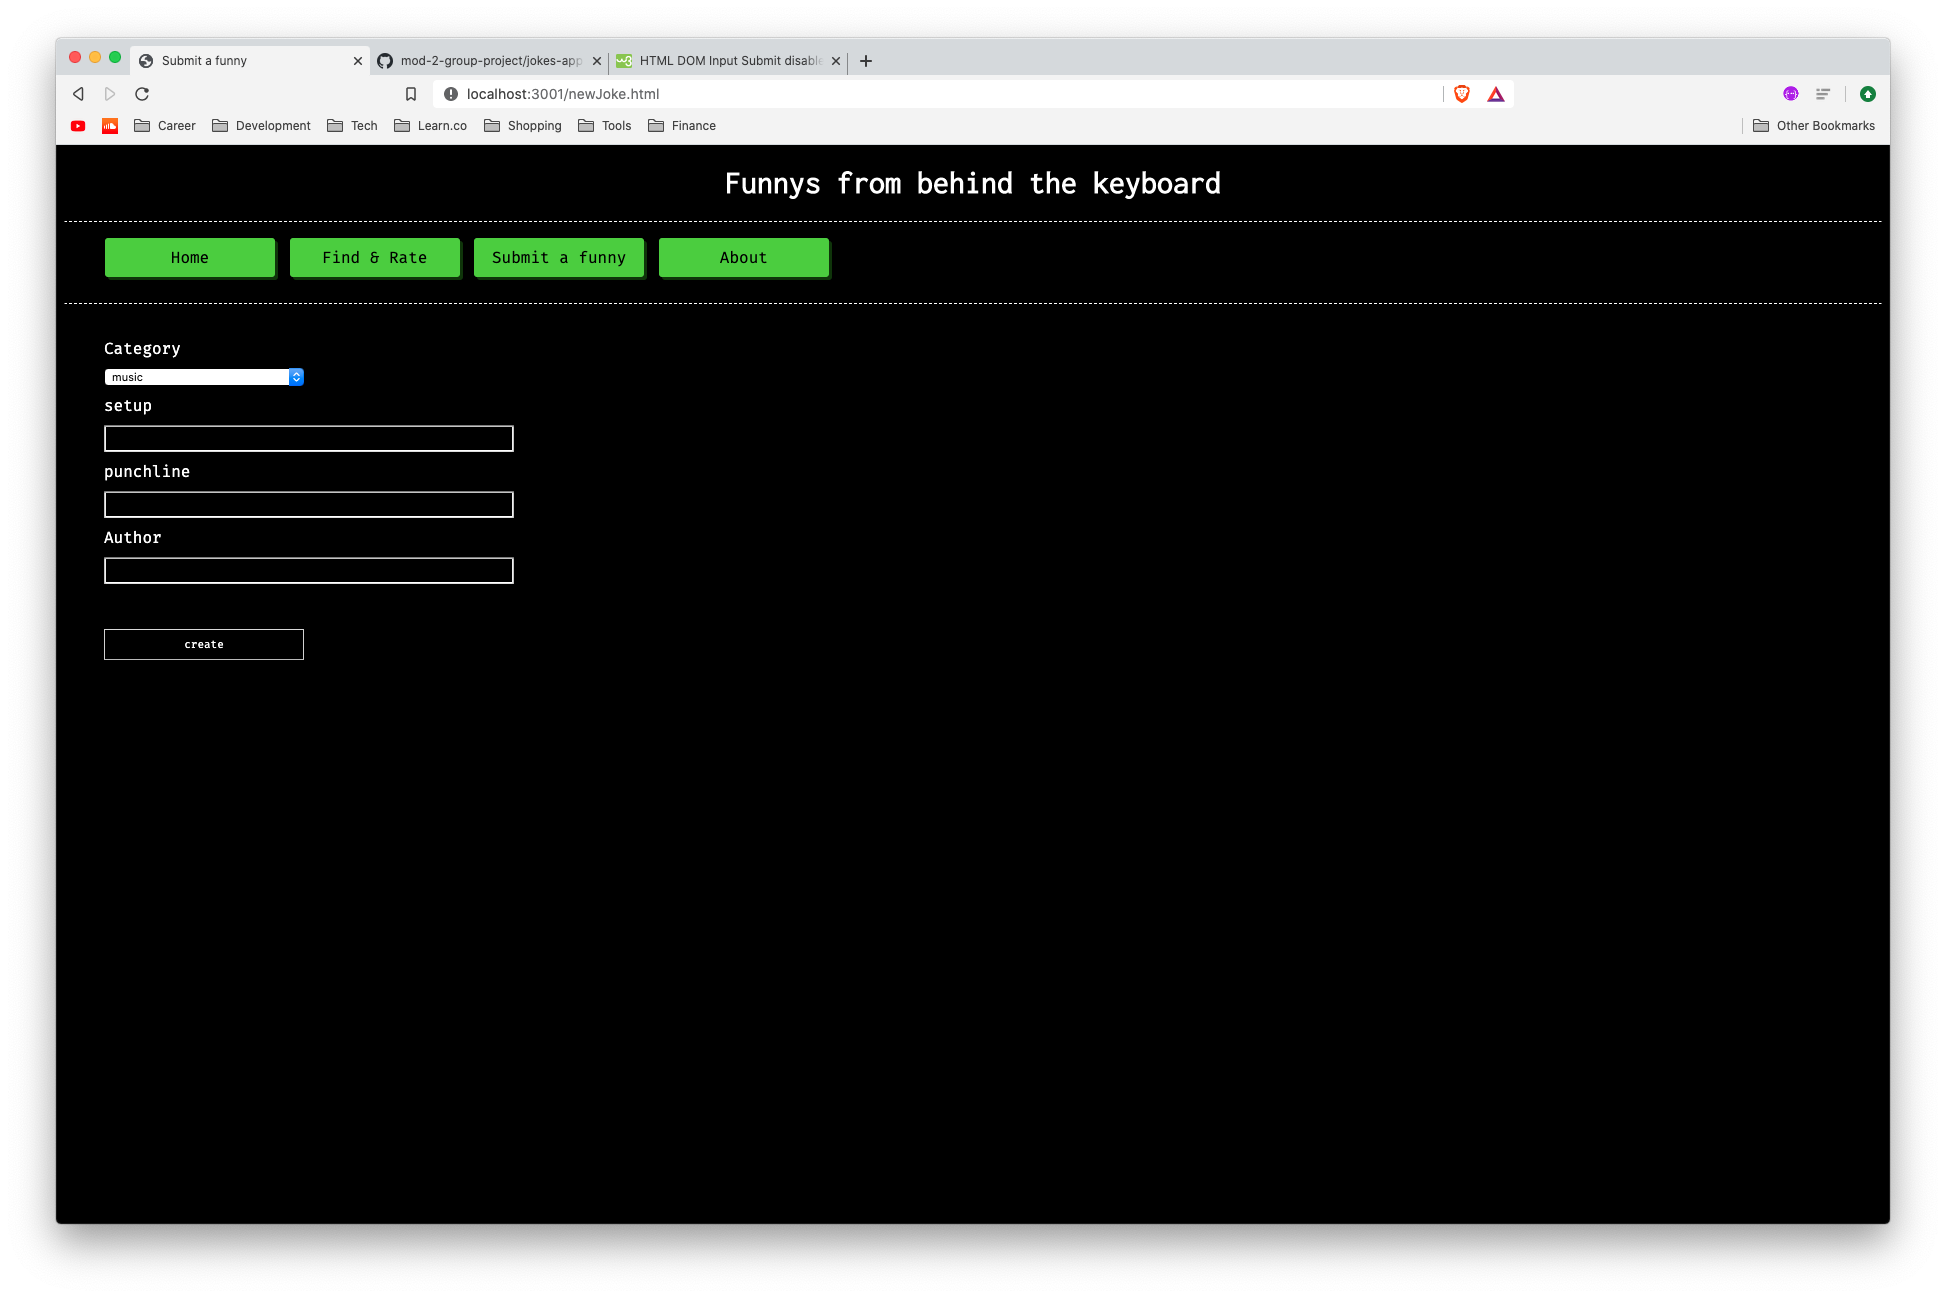 Submit a funny
mod-2-group-project/jokes-app
HTML DOM Input Submit disable
localhost:3001/newJoke.html
Career Development Tech Learn.co Shopping Tools Finance Other Bookmarks
Funnys from behind the keyboard
Home Find & Rate Submit a funny About
Category
music
setup
punchline
Author
create